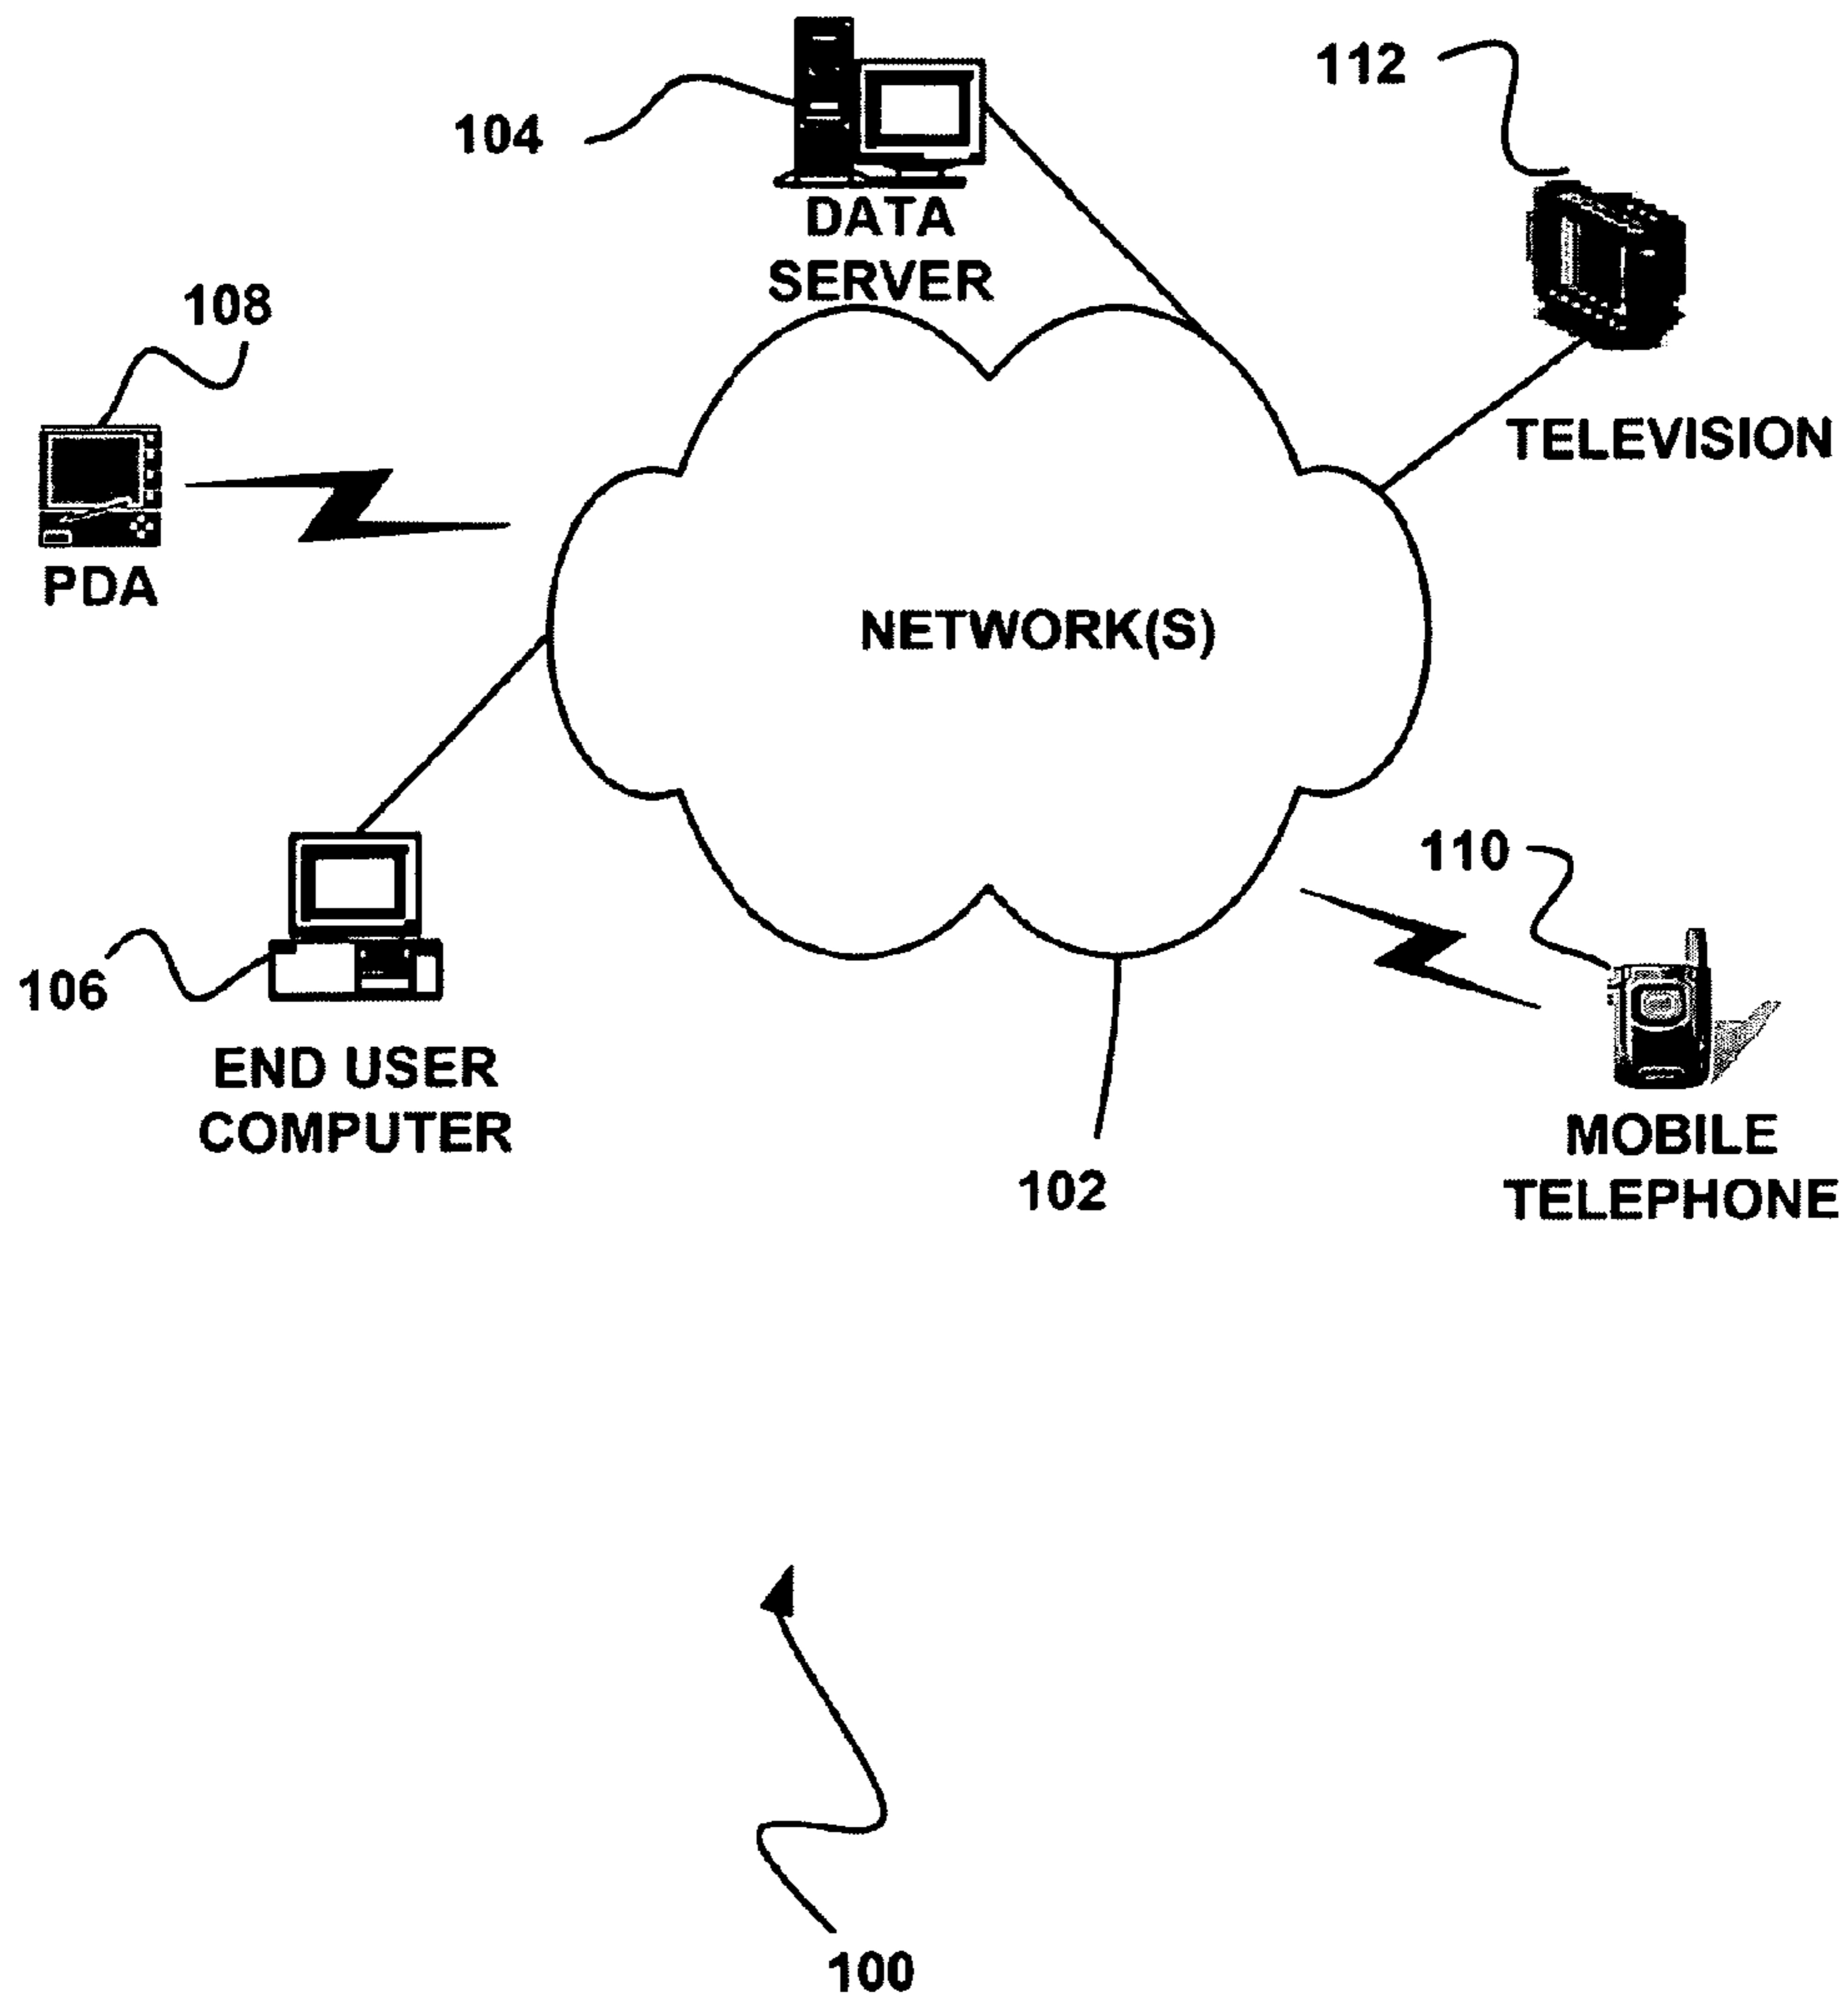 112
104
DATA
SERVER
108
TELEVISION
PDA
NETWORK(S)
110
106
END USER
COMPUTER
MOBILE
TELEPHONE
102
100